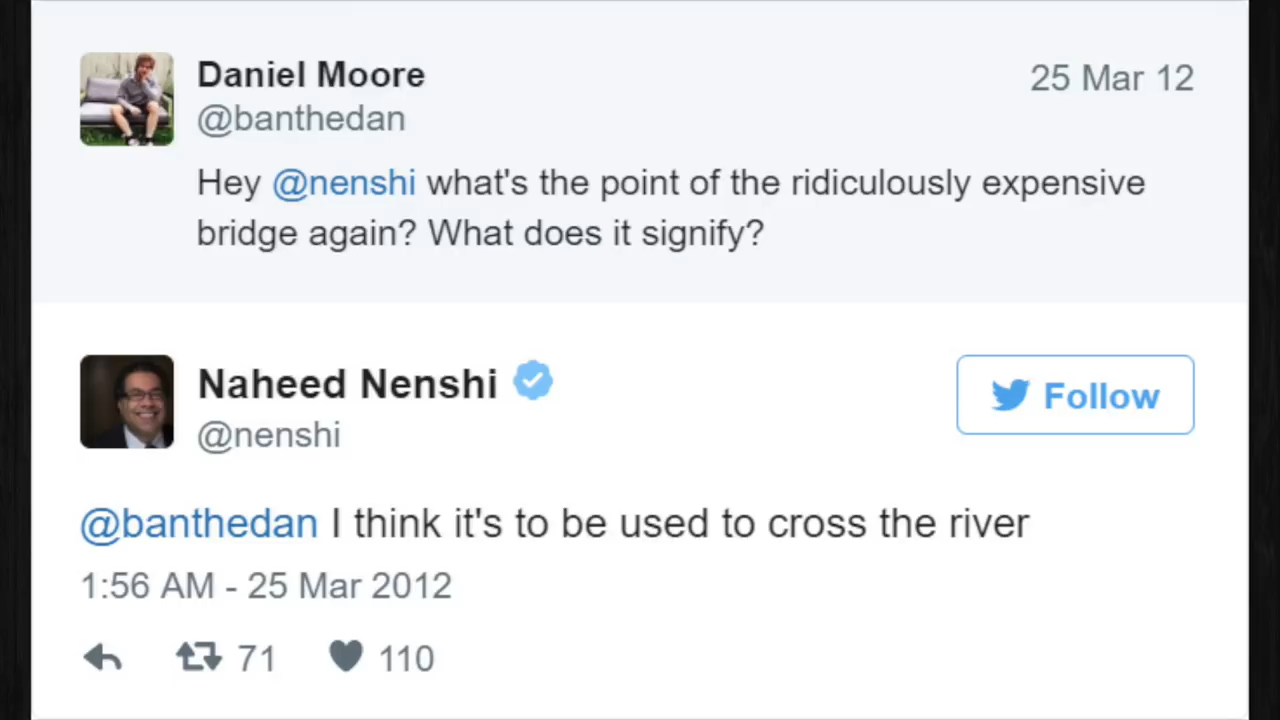 Daniel Moore
25 Mar 12
@banthedan
Hey @nenshi what's the point of the ridiculously expensive
bridge again? What does it signify?
Naheed Nenshi
Follow
@nenshi
@banthedan I think it's to be used to cross the river
1:56 AM - 25 Mar 2012
71 110